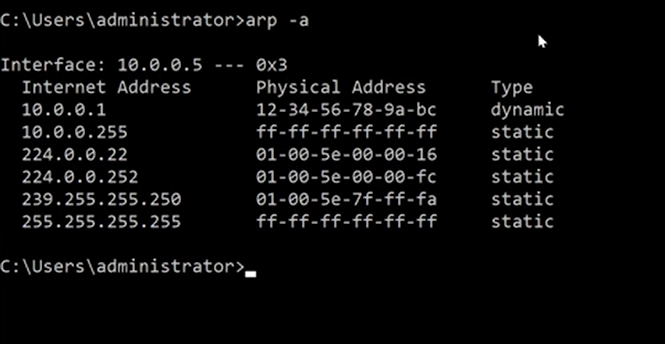 C:\Users\administrator>arp -a
Interface: 10.0.0.5 --- 0x3
Internet Address Physical Address Type
10.0.0.1 12-34-56-78-9a-bc dynamic
10.0.0.255 ff-ff-ff-ff-ff-ff static
224.0.0.22 01-00-5e-00-00-16 static
224.0.0.252 01-00-5e-00-00-fc static
239.255.255.250 01-00-5e-7f-ff-fa static
255.255.255.255 ff-ff-ff-ff-ff-ff static
C:\Users\administrator>